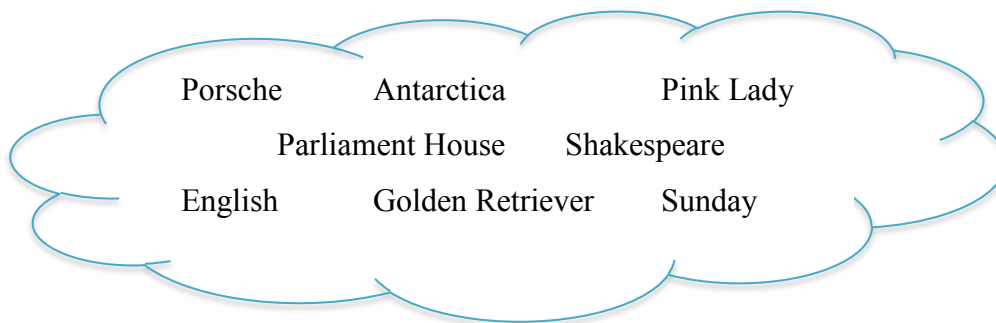 Porsche Antarctica Pink Lady
Parliament House Shakespeare
English Golden Retriever Sunday